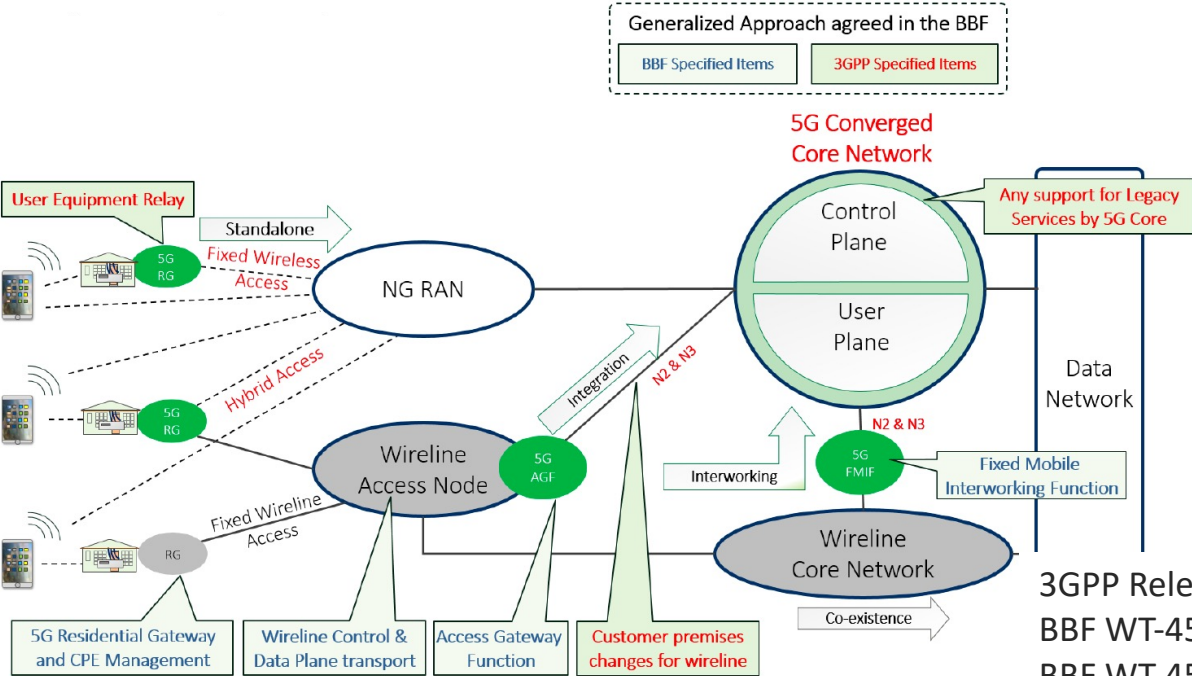 Generalized Approach agreed in the BBF
BBF Specified Items
3GPP Specified Items
5G Converged
Core Network
User Equipment Relay
Any support for Legacy
Services by 5G Core
Standalone
Control
Plane
5G
RG
Fixed Wireless
Access
NG RAN
User
Plane
Integration
N2 & N3
Data
Network
Hybrid Access
5G
RG
N2 & N3
Wireline
Access Node
5G
AGF
Interworking
5G
FMIF
Fixed Mobile
Interworking Function
Fixed Wireline
Access
RG
Wireline
Core Network
Co-existence
5G Residential Gateway
and CPE Management
Wireline Control &
Data Plane transport
Access Gateway
Function
Customer premises
changes for wireline
3GPP
BBF